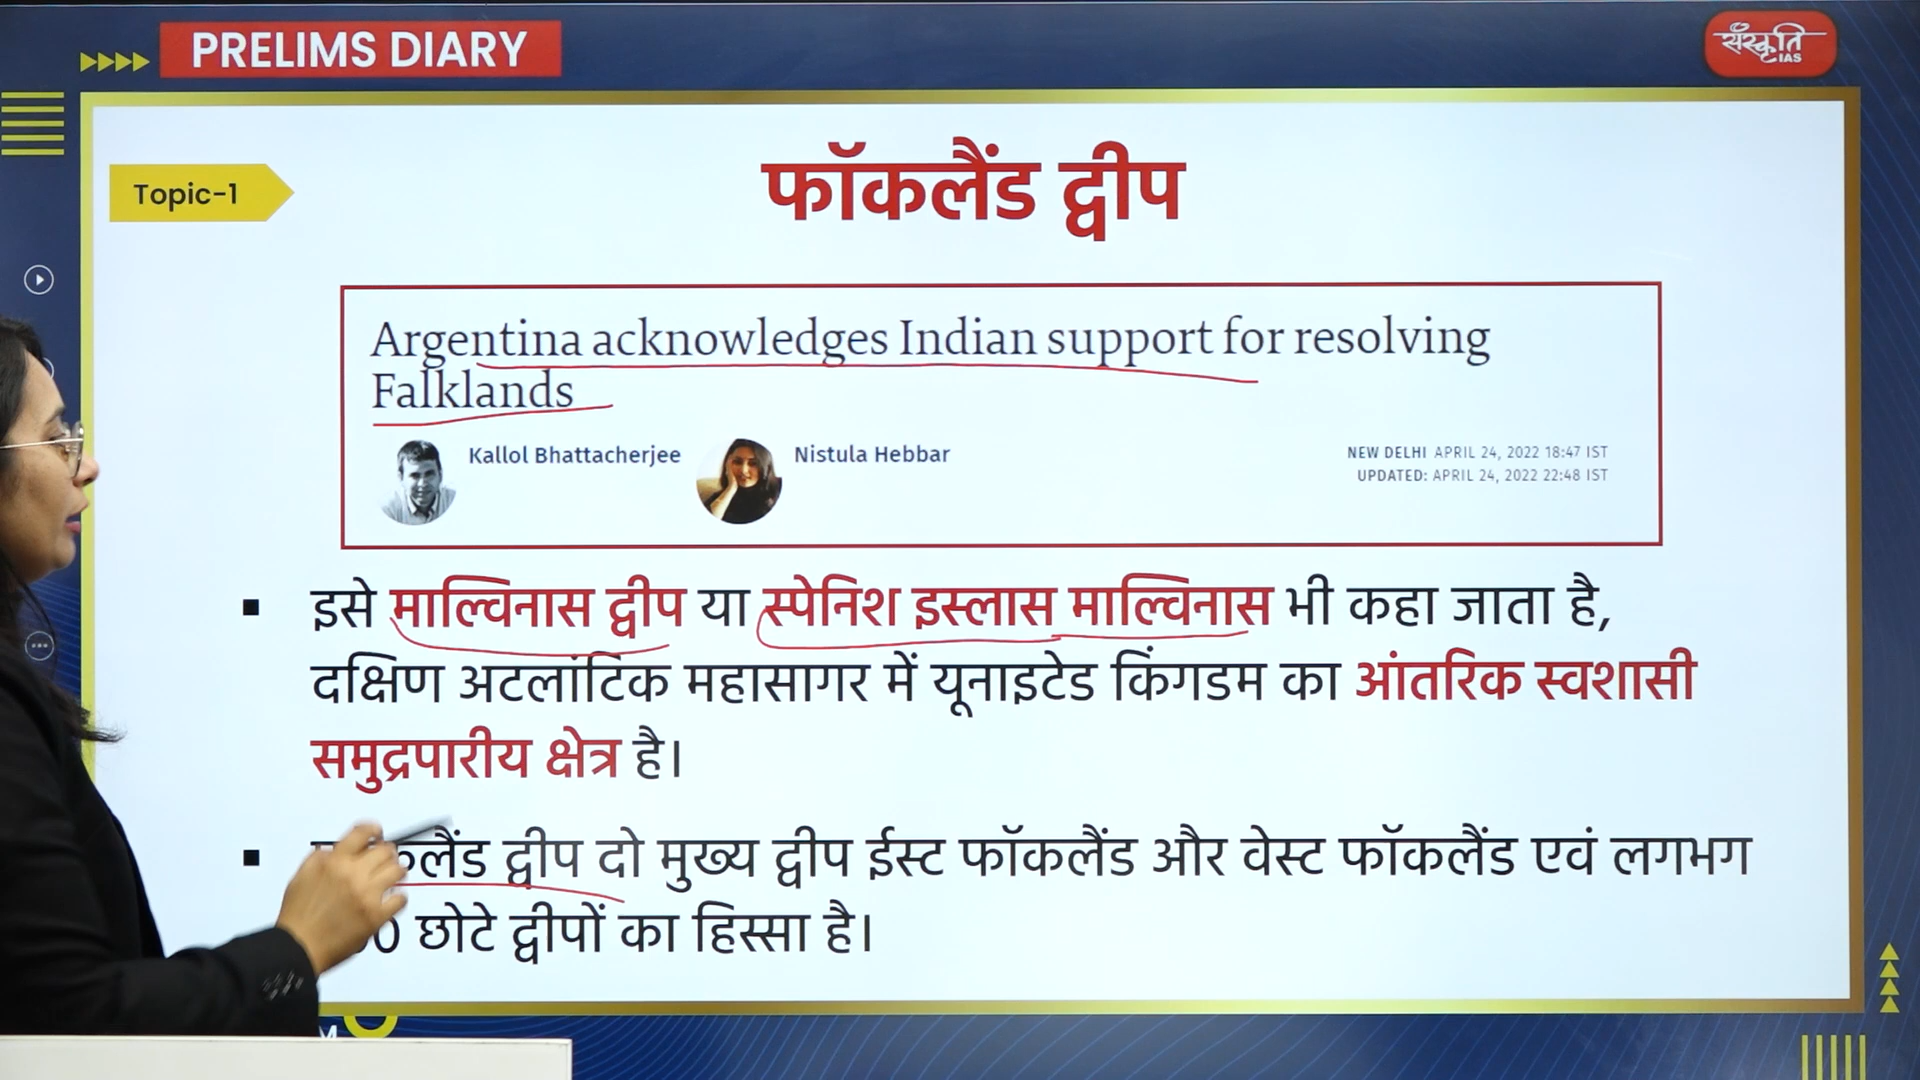 PRELIMS DIARY
संस्कृति
IAS
Topic-1
फॉकलैंड द्वीप
Argentina acknowledges Indian support for resolving
Falklands
Kallol Bhattacherjee
Nistula Hebbar
NEW DELHI APRIL 24, 2022 18:47 IST
UPDATED: APRIL 24, 2022 22:48 IST
इसे माल्विनास द्वीप या स्पेनिश इस्लास माल्विनास भी कहा जाता है,
दक्षिण अटलांटिक महासागर में यूनाइटेड किंगडम का आंतरिक स्वशासी
समुद्रपारीय क्षेत्र है।
द्वीप दो मुख्य द्वीप ईस्ट फॉकलैंड और वेस्ट फॉकलैंड एवं लगभग
छोटे द्वीपों का हिस्सा है।